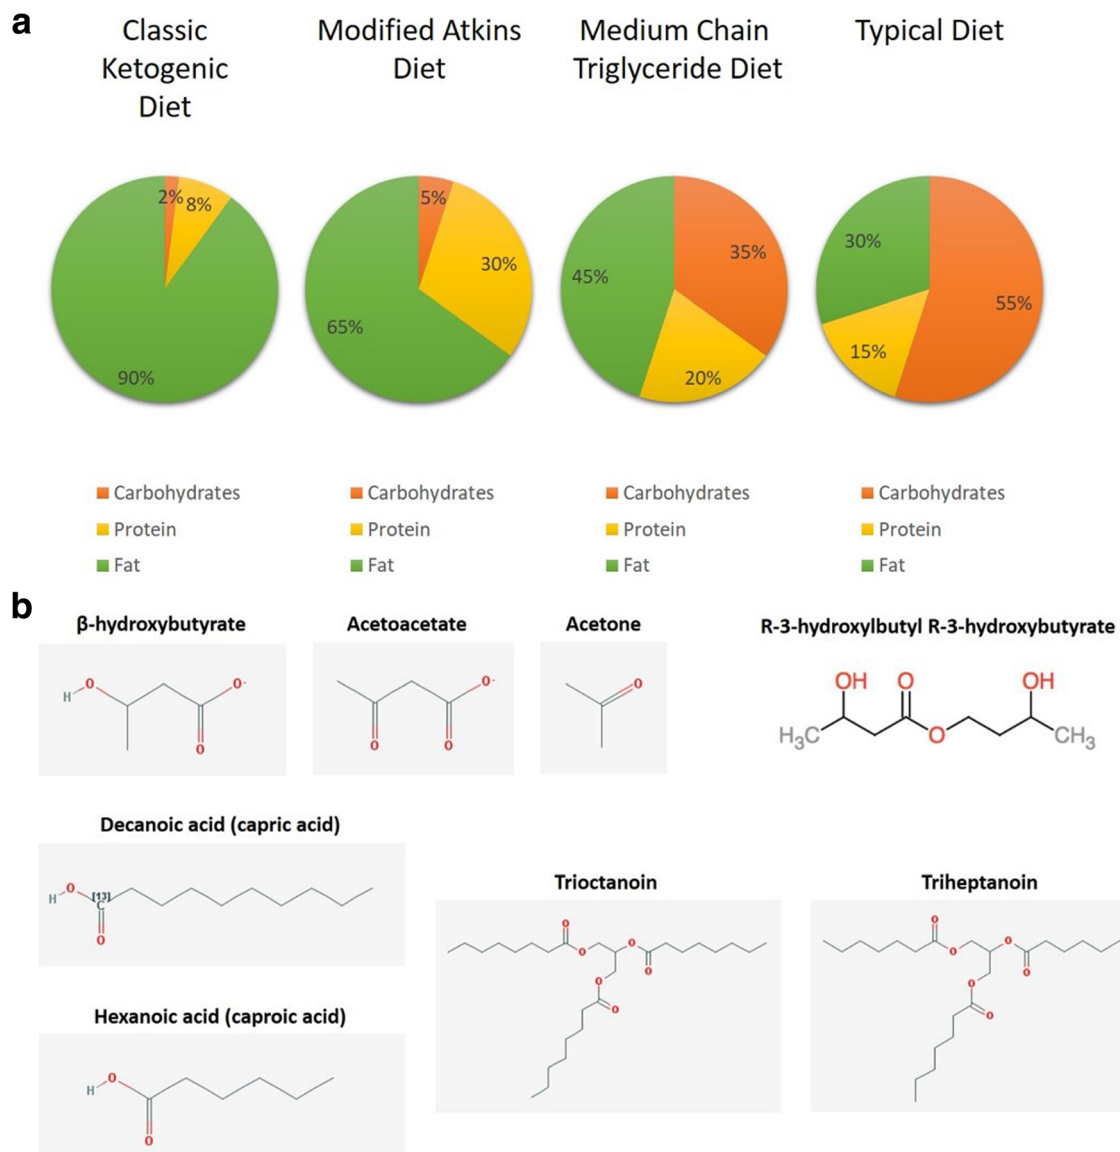 a
Classic
Ketogenic
Diet
Modified Atkins
Diet
Medium Chain
Triglyceride Diet
Typical Diet
2%
8%
90%
5%
30%
65%
35%
20%
45%
55%
15%
30%
Carbohydrates
Protein
Fat
Carbohydrates
Protein
Fat
Carbohydrates
Protein
Fat
Carbohydrates
Protein
Fat
b
β-hydroxybutyrate
H O O-
O
Acetoacetate
O-
O O
Acetone
O
R-3-hydroxylbutyl R-3-hydroxybutyrate
OH O OH
H₃C O CH₃
Decanoic acid (capric acid)
H O [13]
C
O
Hexanoic acid (caproic acid)
H O
O
Trioctanoin
O
O O
O
O
O
Triheptanoin
O
O O
O
O
O